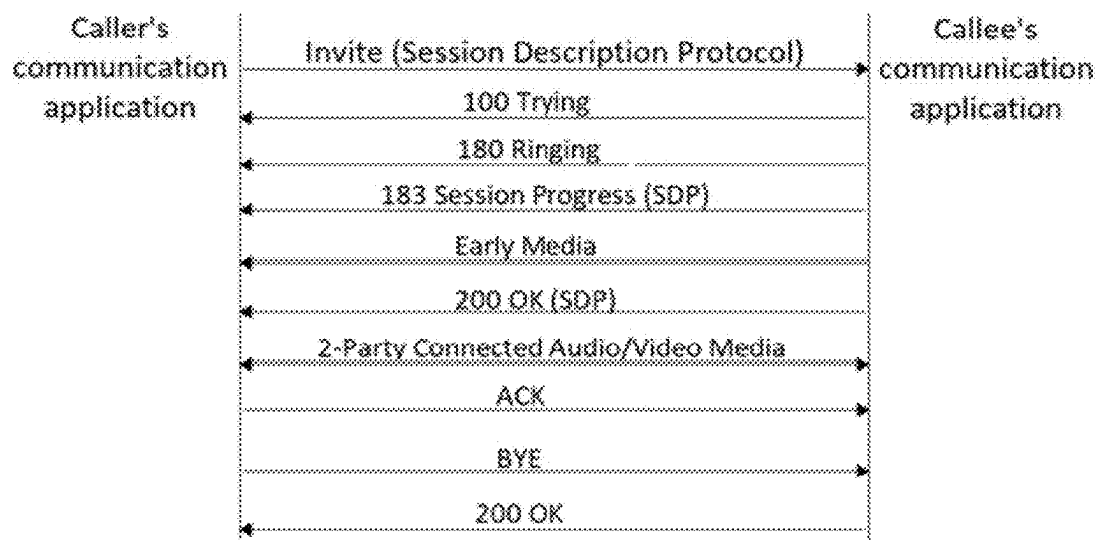 Caller's
communication
application
Callee's
communication
application
Invite (Session Description Protocol)
100 Trying
180 Ringing
183 Session Progress (SDP)
Early Media
200 OK (SDP)
2-Party Connected Audio/Video Media
ACK
BYE
200 OK